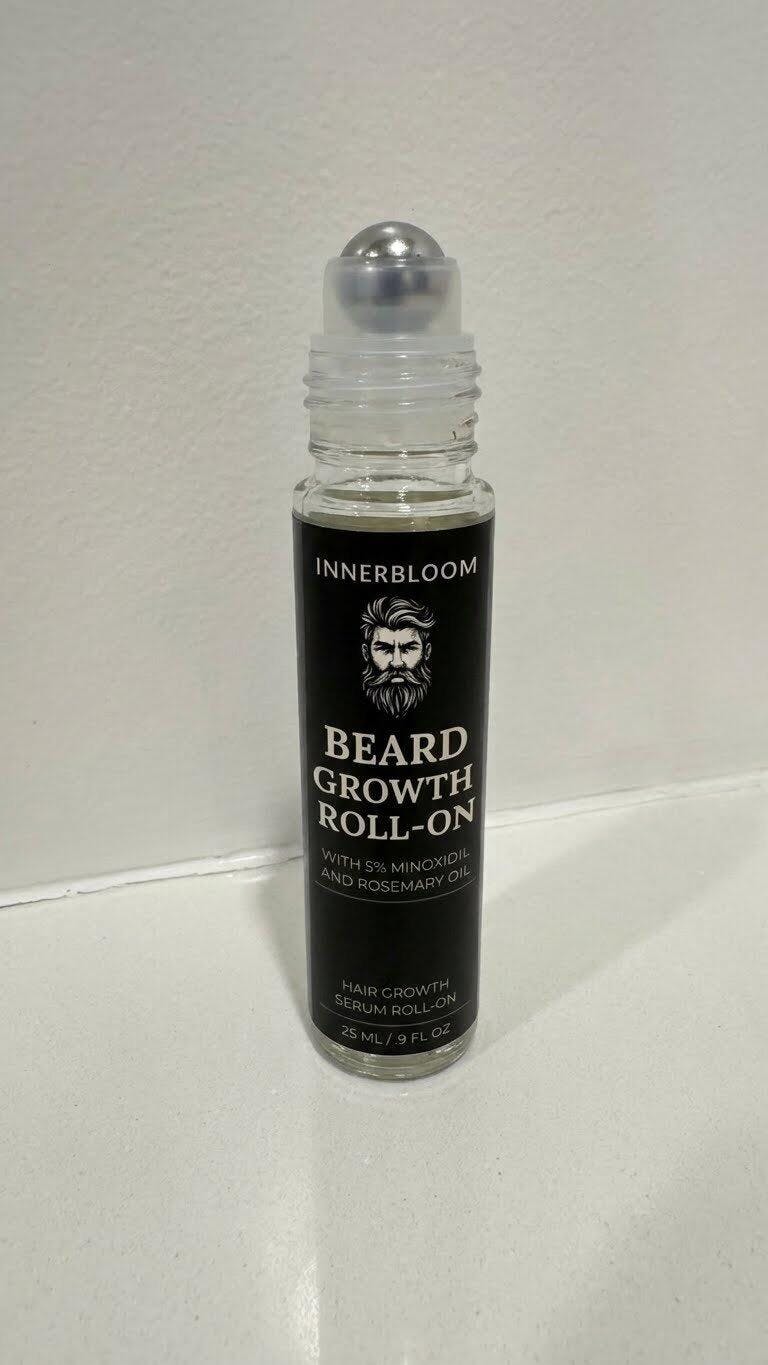 INNERBLOOM
BEARD
GROWTH
ROLL-ON
WITH 5% MINOXIDIL
AND ROSEMARY OIL
HAIR GROWTH
SERUM ROLL-ON
25 ML / .9 FL OZ